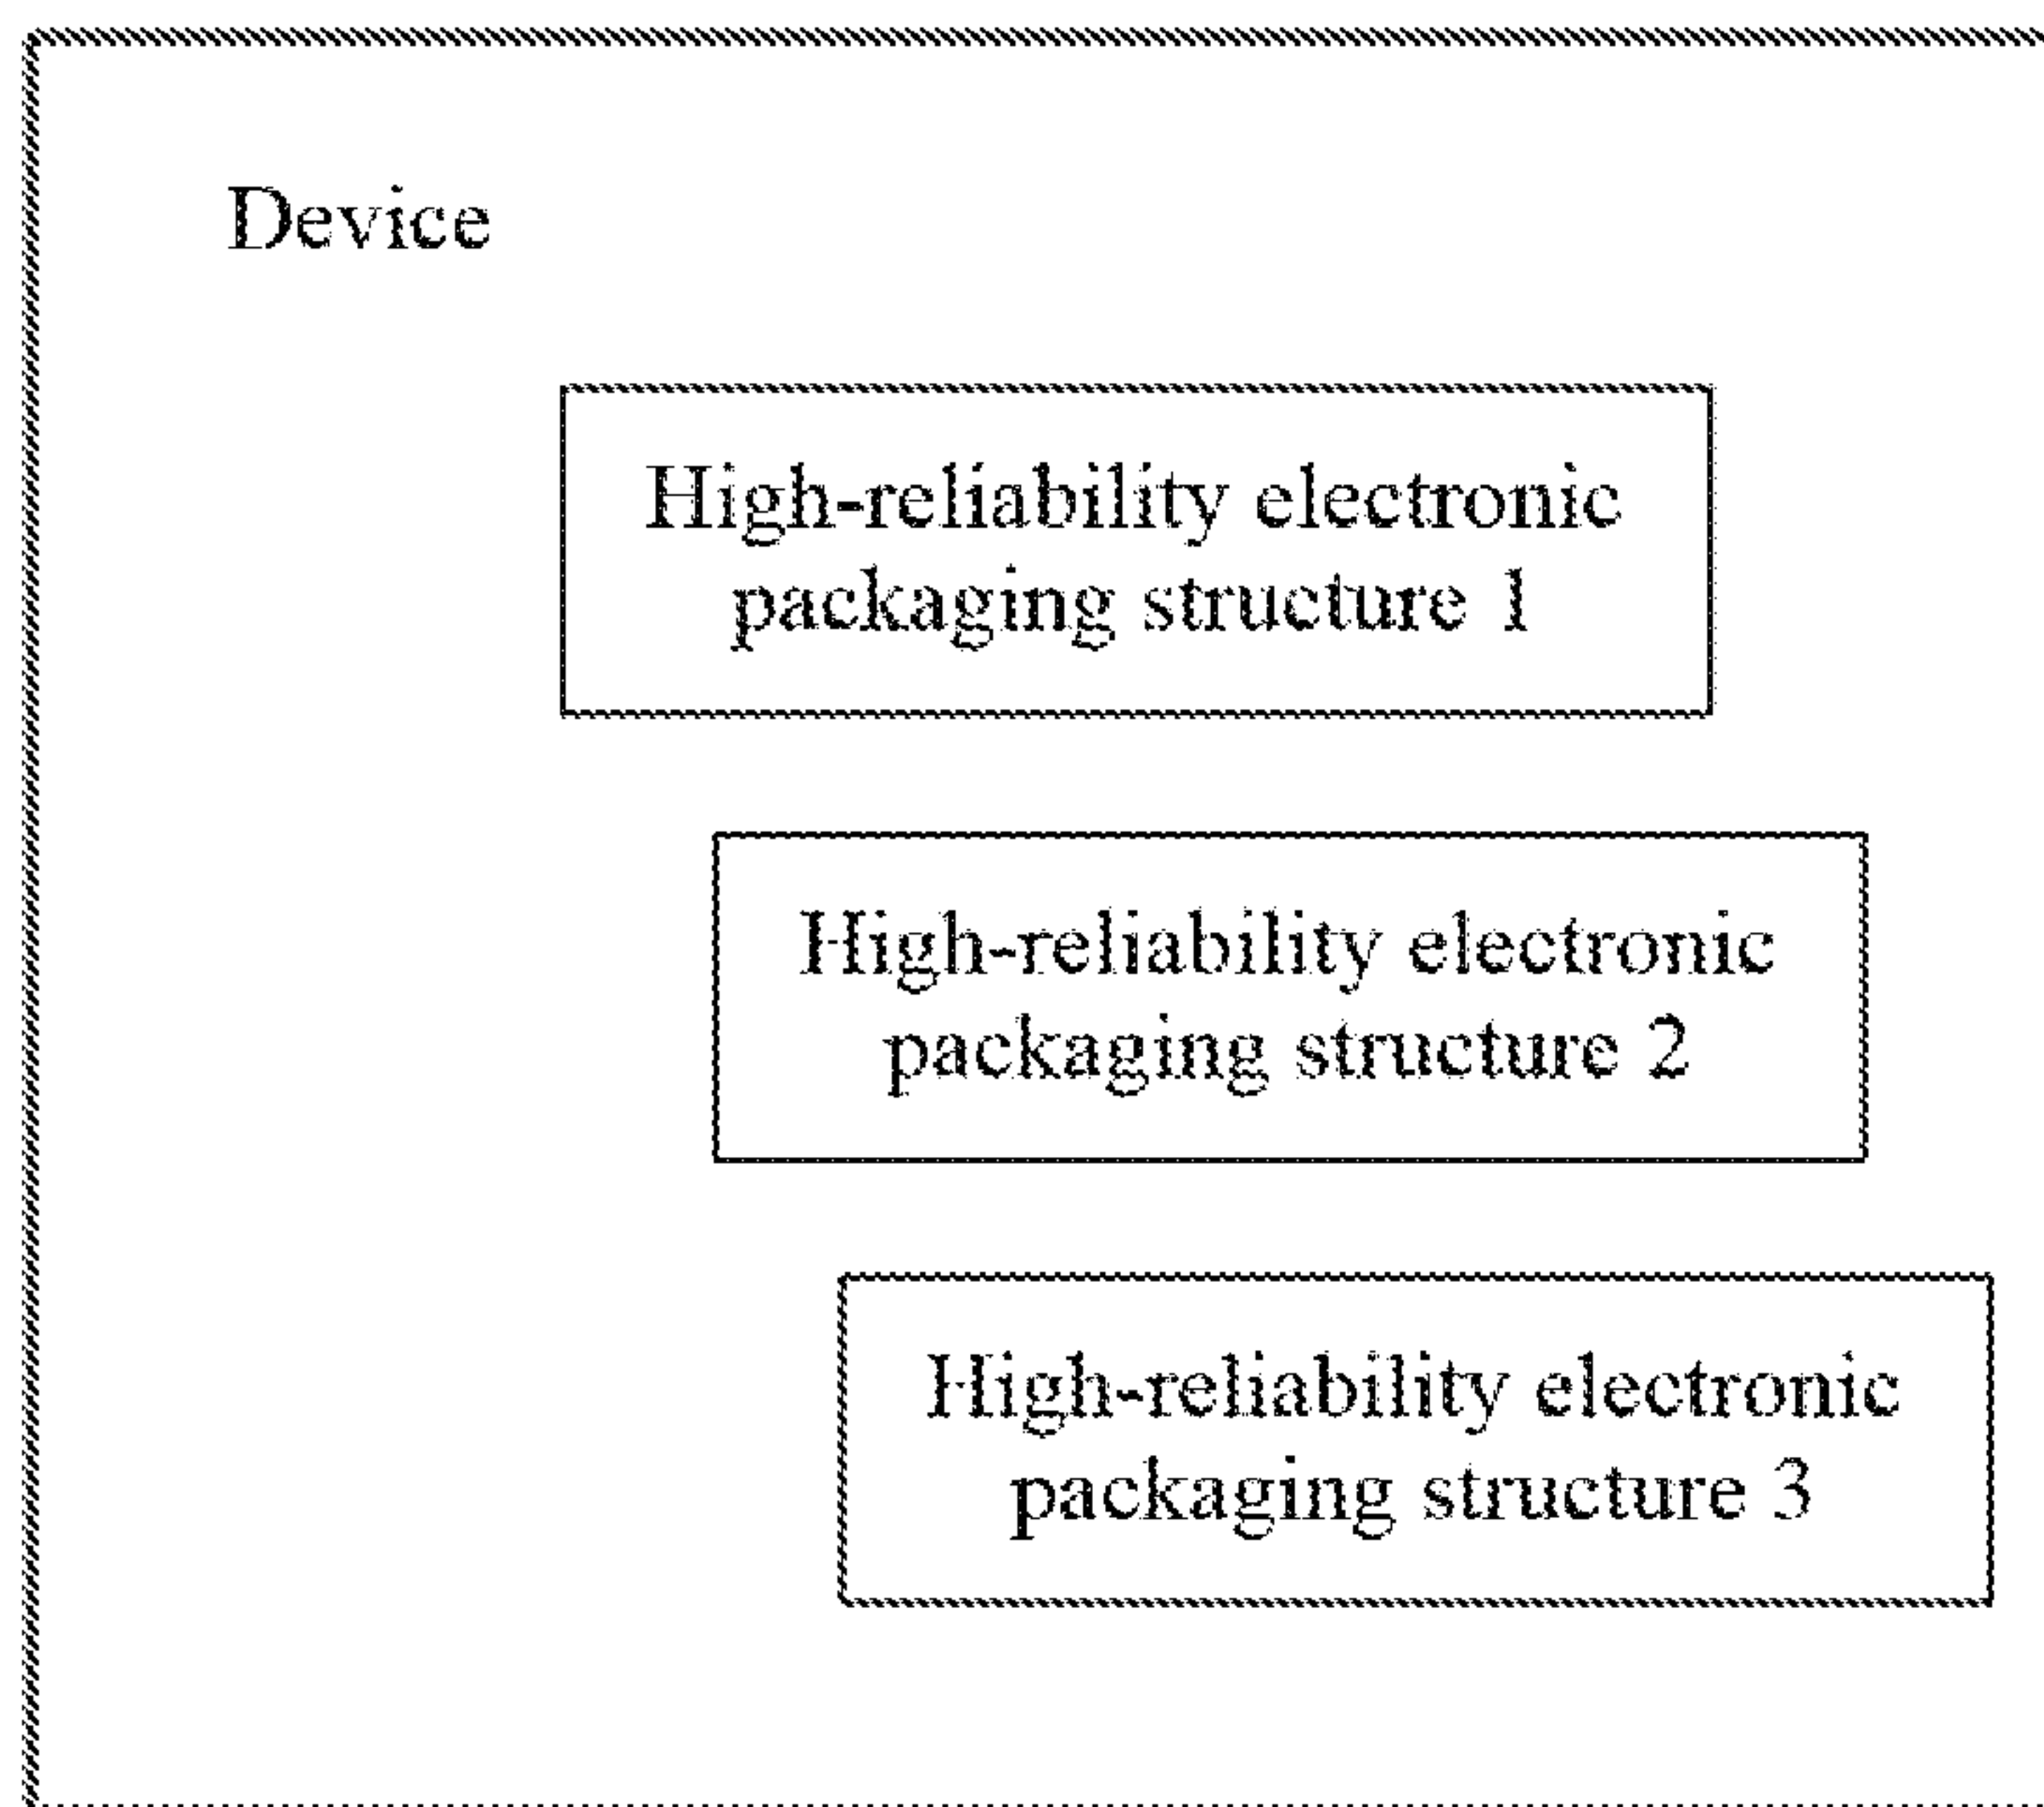 Device
High-reliability electronic
packaging structure 1
High-reliability electronic
packaging structure 2
High-reliability electronic
packaging structure 3